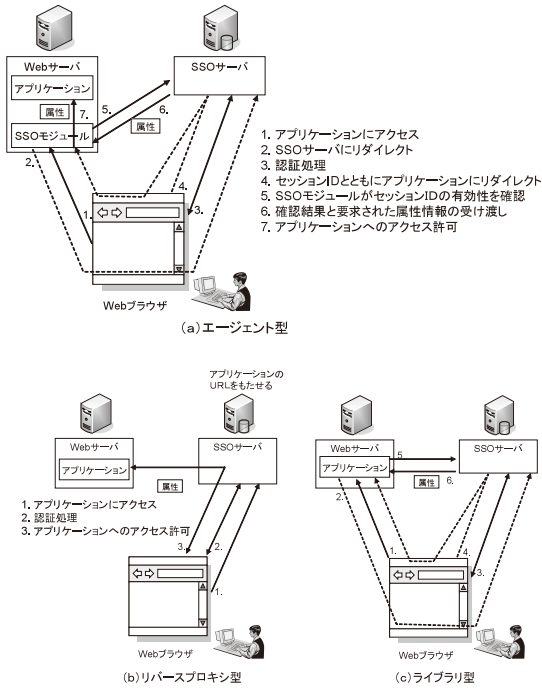 Webサーバ
SSOサーバ
アプリケーション
属性
7.
5.
6.
SSOモジュール
2.
4.
1.
3.
1. アプリケーションにアクセス
2. SSOサーバにリダイレクト
3. 認証処理
4. セッションIDとともにアプリケーションにリダイレクト
5. SSOモジュールがセッションIDの有効性を確認
6. 確認結果と要求された属性情報の受け渡し
7. アプリケーションへのアクセス許可
Webブラウザ
(a)エージェント型
アプリケーションの
URLをもたせる
Webサーバ
SSOサーバ
アプリケーション
属性
1. アプリケーションにアクセス
2. 認証処理
3. アプリケーションへのアクセス許可
3.
2.
1.
Webブラウザ
(b)リバースプロキシ型
Webサーバ
SSOサーバ
5.
アプリケーション
属性
6.
2.
1.
4.
3.
Webブラウザ
(c)ライブラリ型